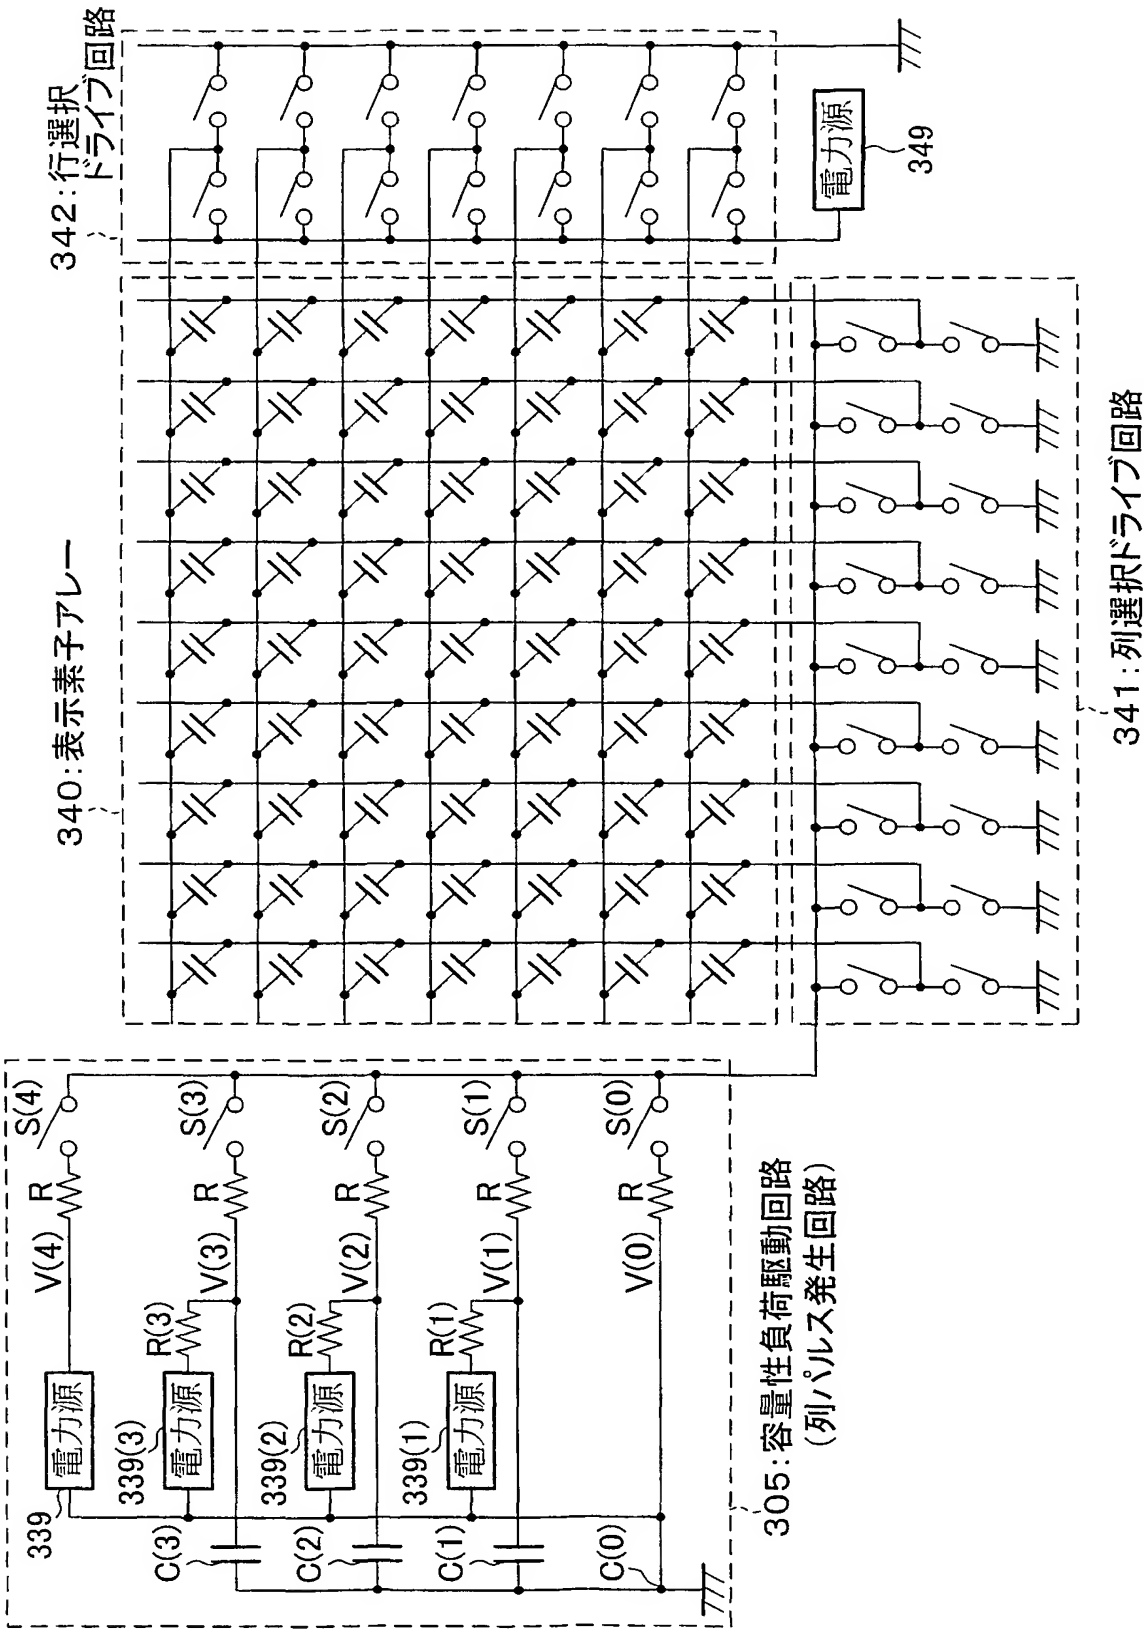 342:行選択
ドライブ回路
電力源
349
340:表示素子アレー
341:列選択ドライブ回路
S(4)
R
V(4)
電力源
339
S(3)
R
V(3)
R(3)
電力源
339(3)
C(3)
S(2)
R
V(2)
R(2)
電力源
339(2)
C(2)
S(1)
R
V(1)
R(1)
電力源
339(1)
C(1)
S(0)
R
V(0)
C(0)
305:容量性負荷駆動回路
(列パルス発生回路)